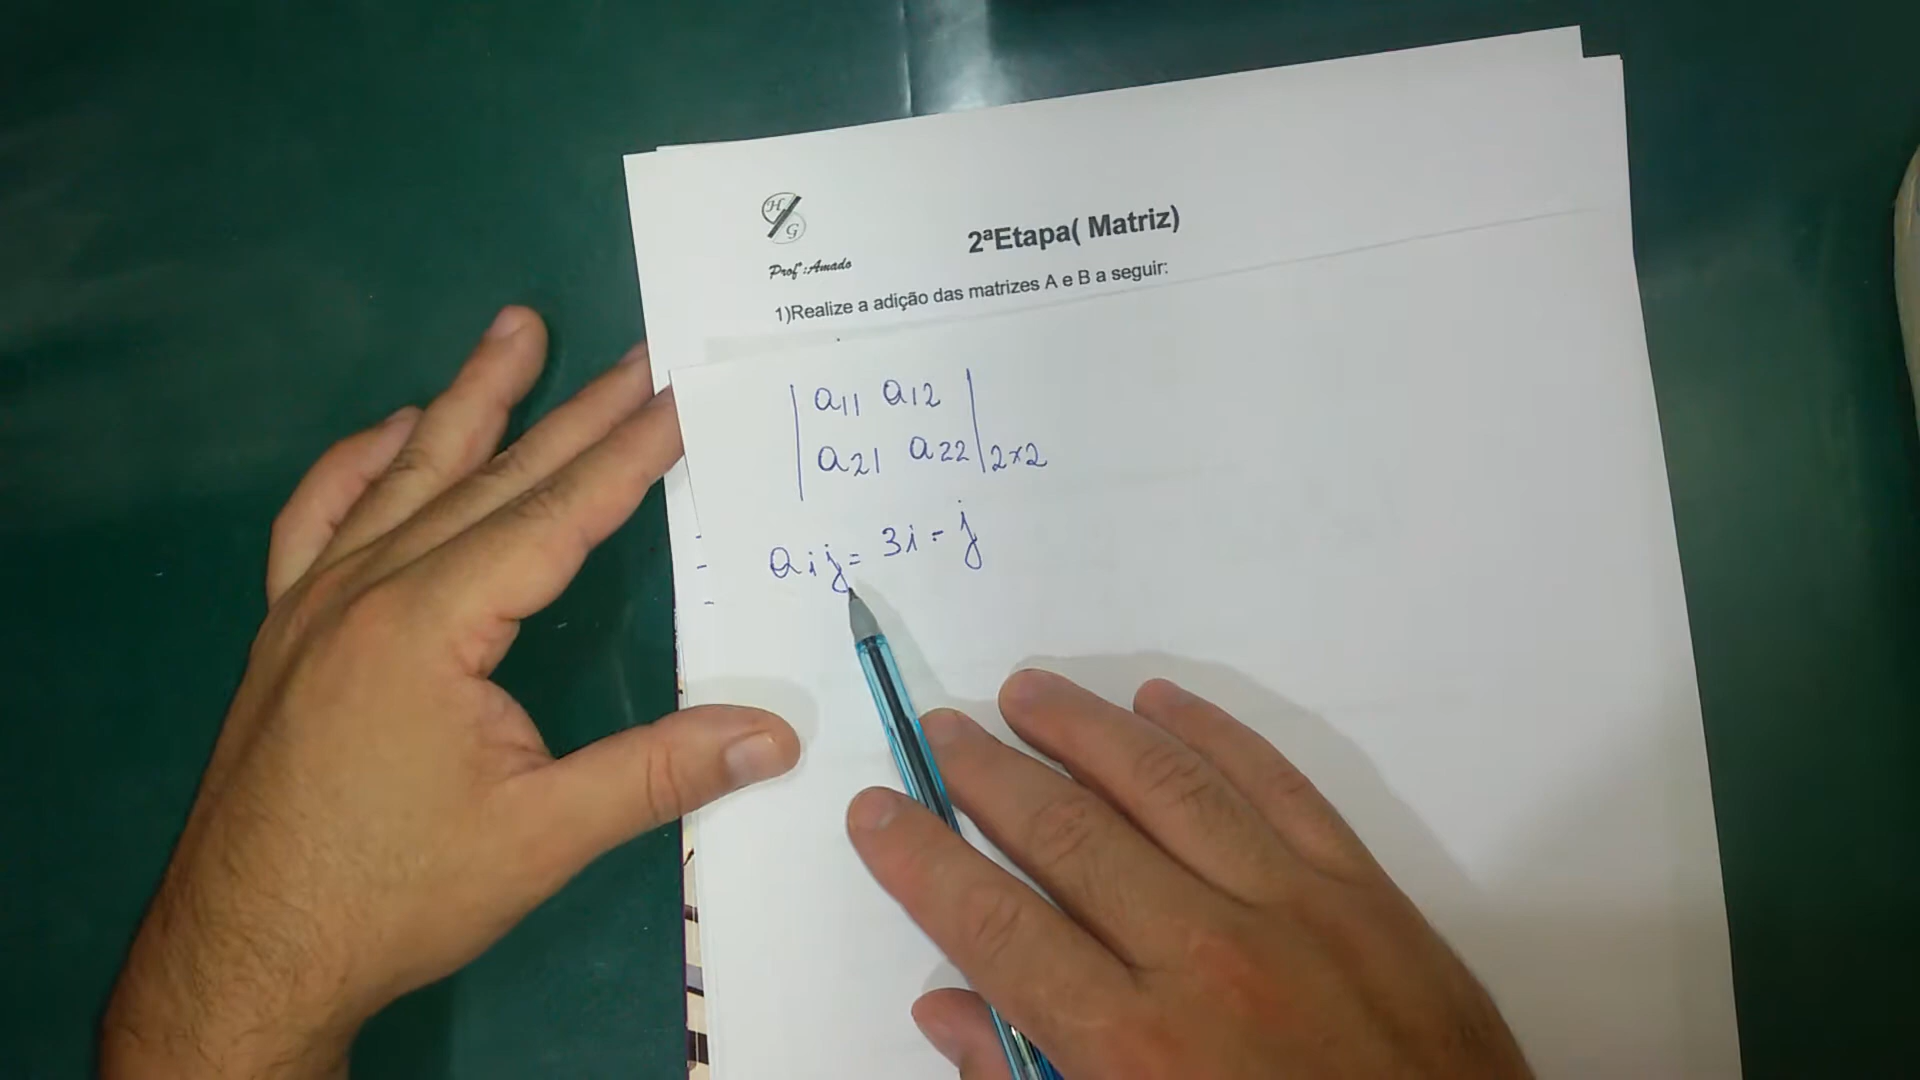 H
G
Profº:Amado
2ªEtapa( Matriz)
1)Realize a adição das matrizes A e B a seguir:
a11 a12
a21 a22 2x2
aij= 3i - j